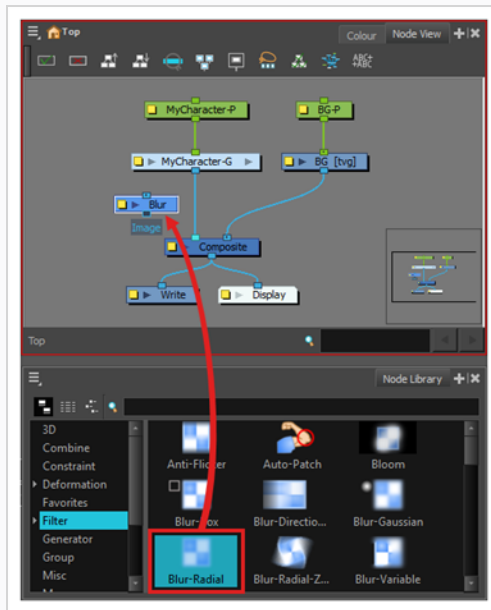 Top
Colour
Node View
ABC+
+ABC
MyCharacter-P
BG-P
MyCharacter-G
BG [tvg]
Blur
Image
Composite
Write
Display
Top
Node Library
3D
Combine
Constraint
Deformation
Favorites
Filter
Generator
Group
Misc
Anti-Flicker
Auto-Patch
Bloom
Blur-Box
Blur-Directio...
Blur-Gaussian
Blur-Radial
Blur-Radial-Z...
Blur-Variable